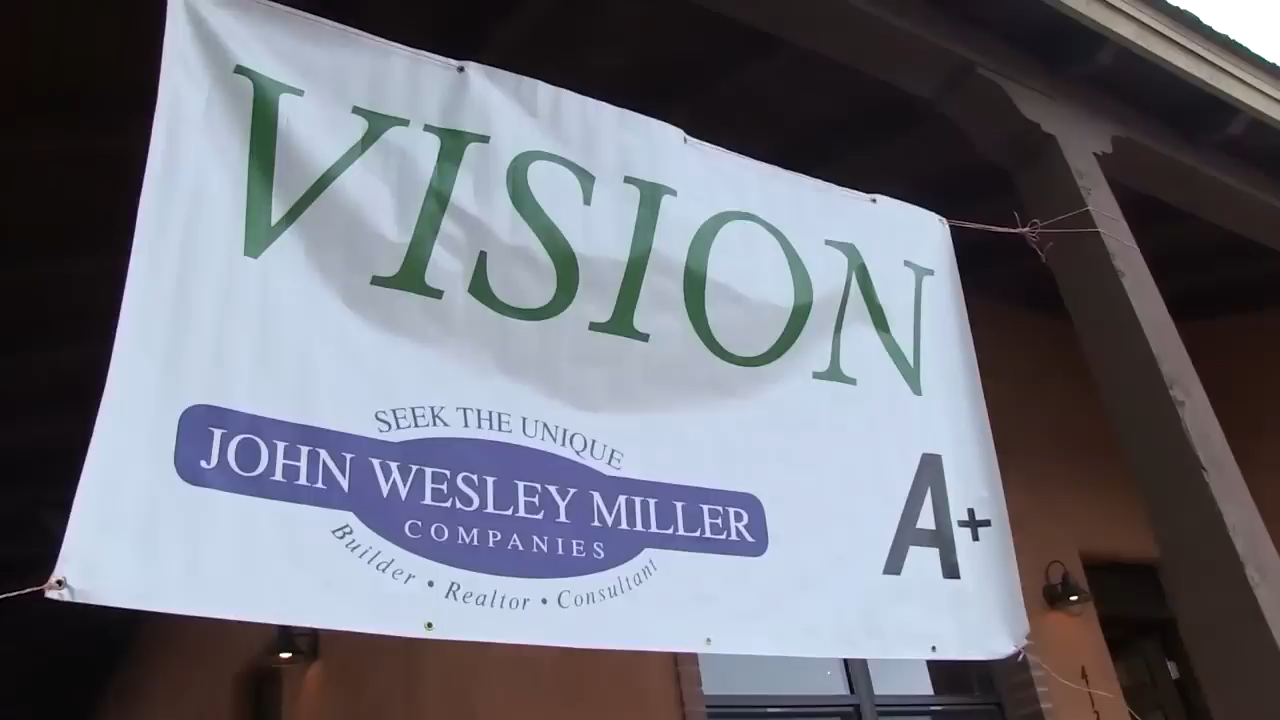 VISION
SEEK THE UNIQUE
JOHN WESLEY MILLER
COMPANIES
Builder • Realtor • Consultant
A+